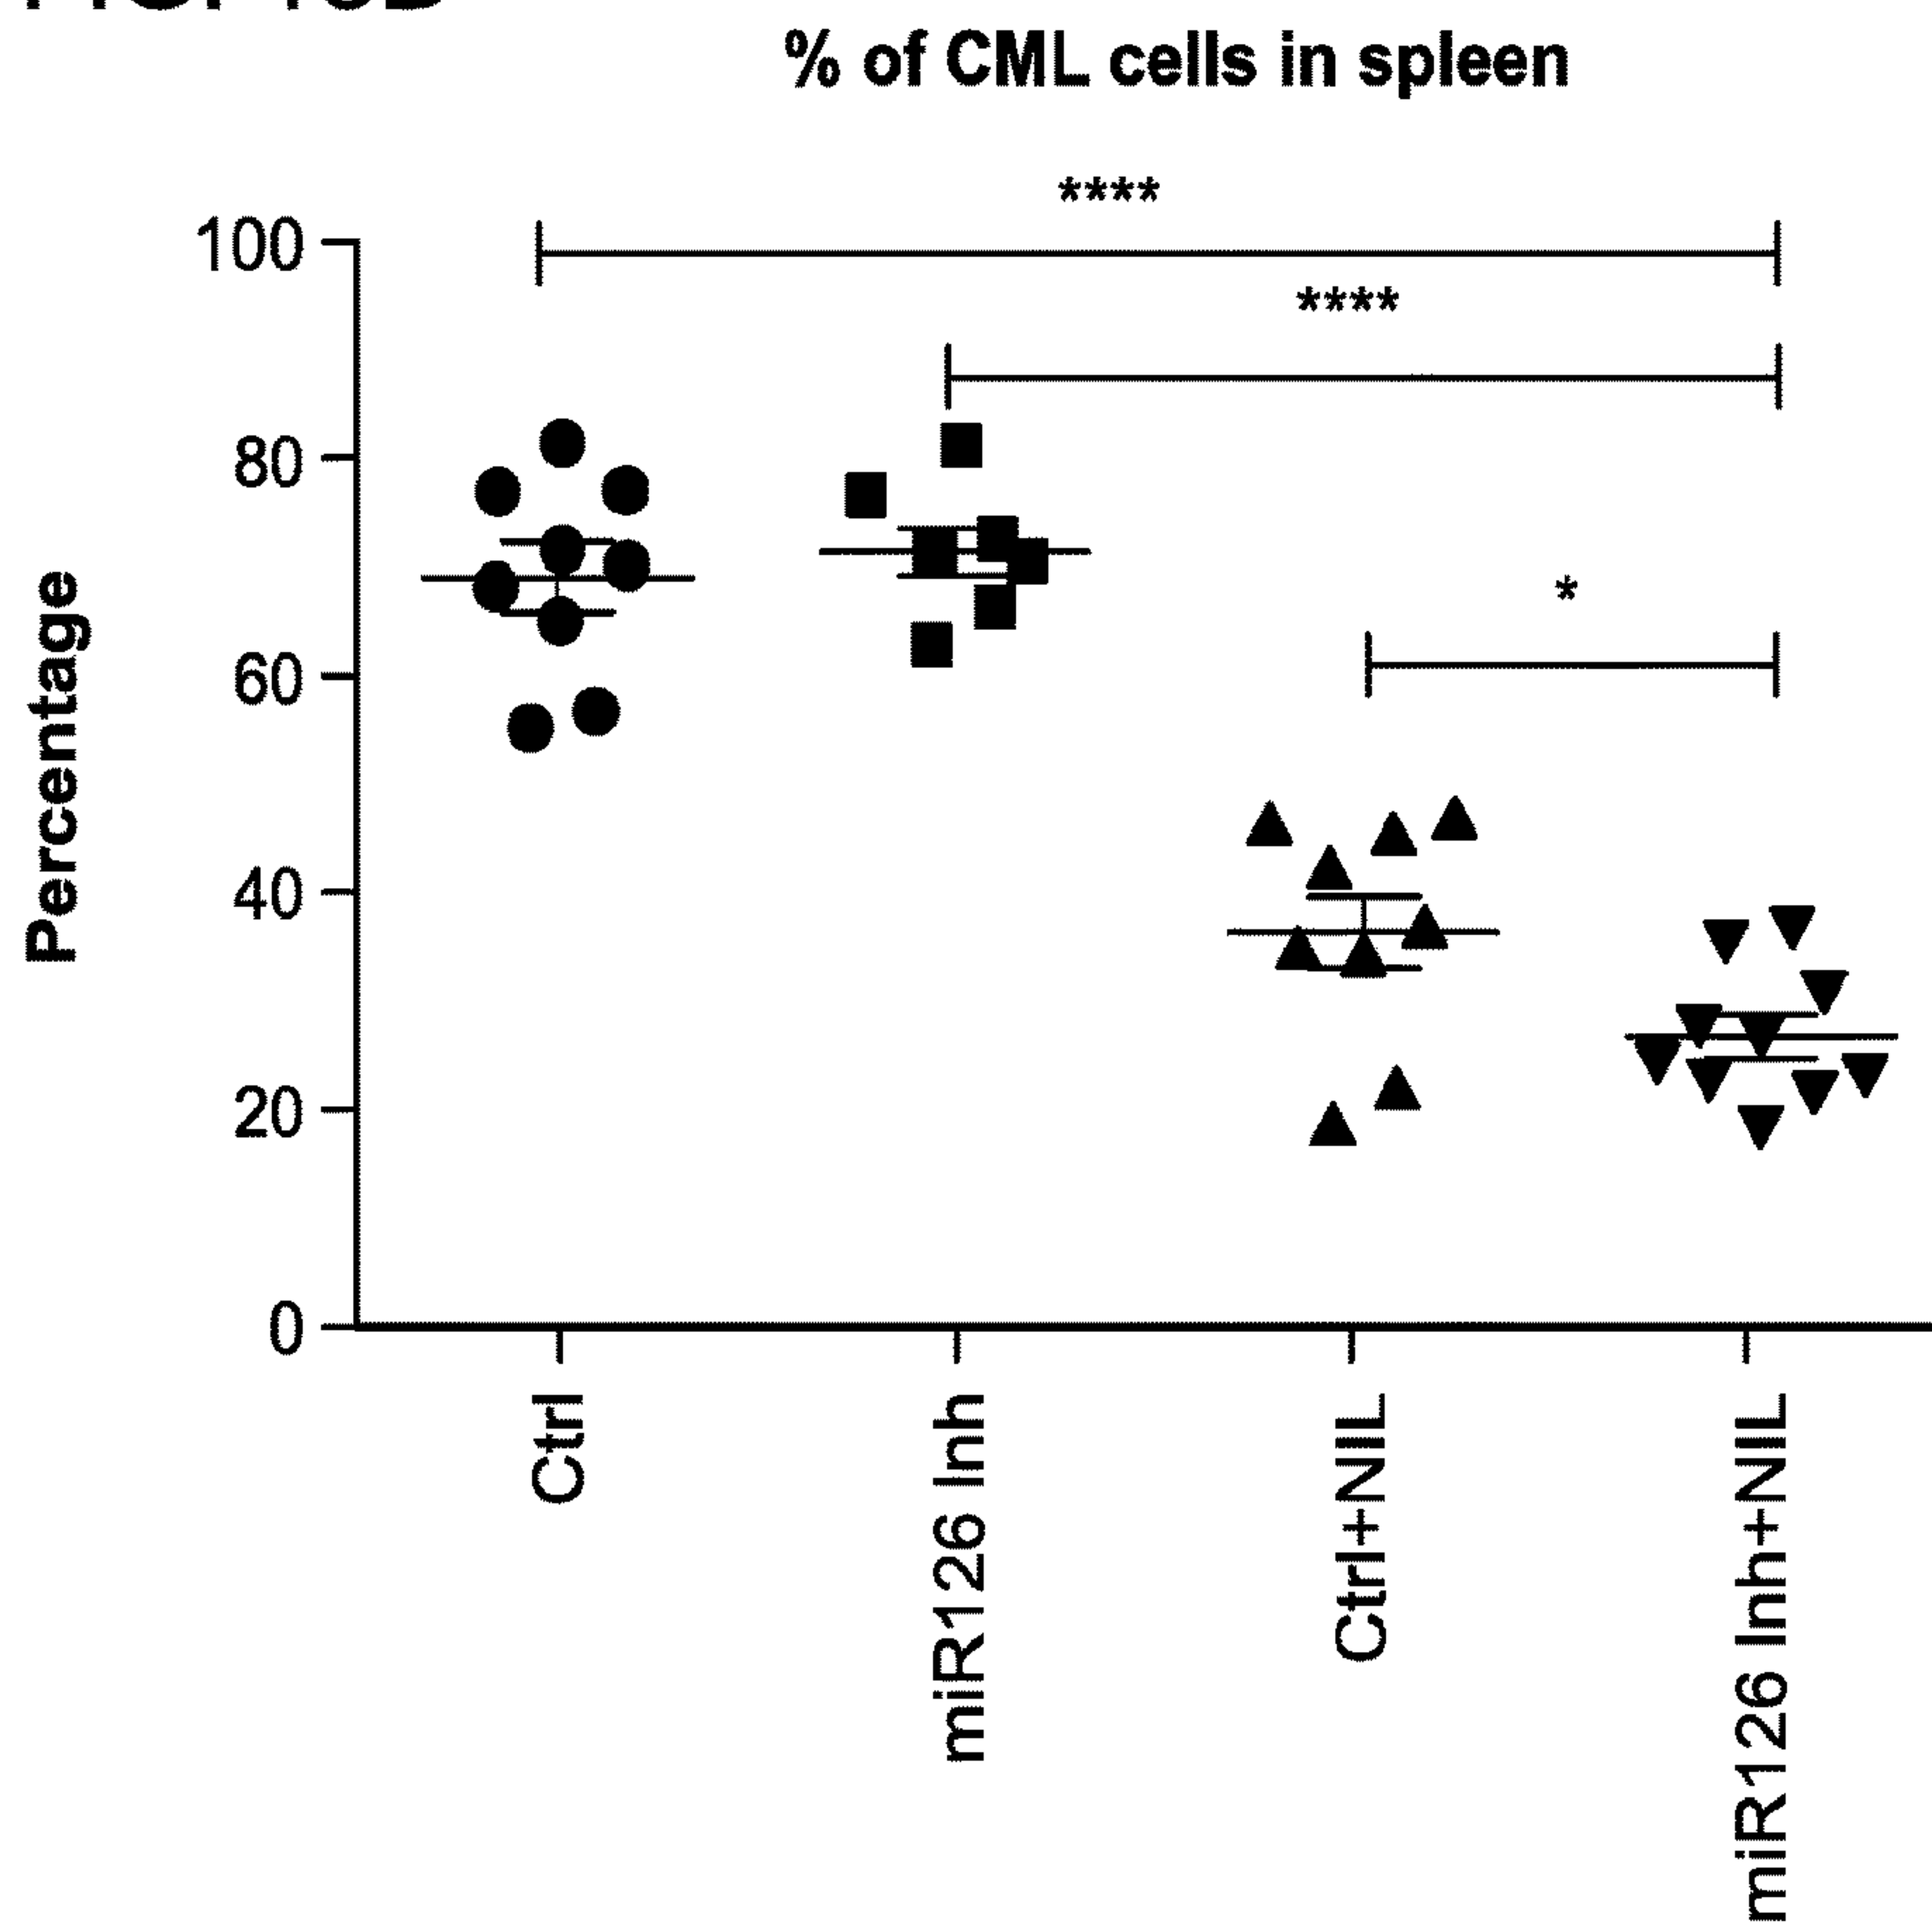 % of CML cells in spleen
****
100
****
80
*
60
Percentage
40
20
0
Ctrl
miR126 Inh
Ctrl+NIL
miR126 Inh+NIL